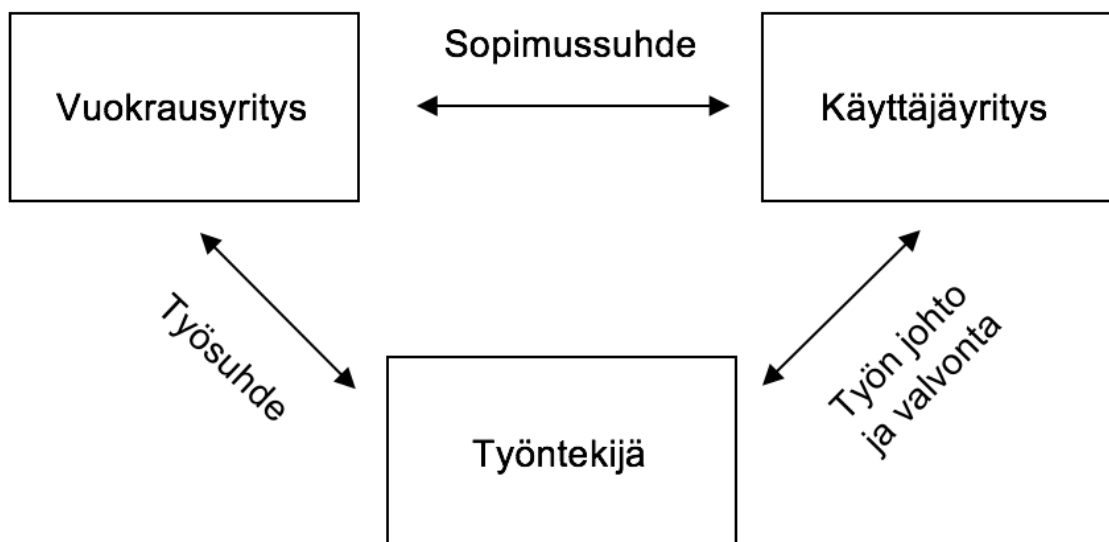 Sopimussuhde
Vuokrausyritys
Käyttäjäyritys
Työsuhde
Työn johto
ja valvonta
Työntekijä